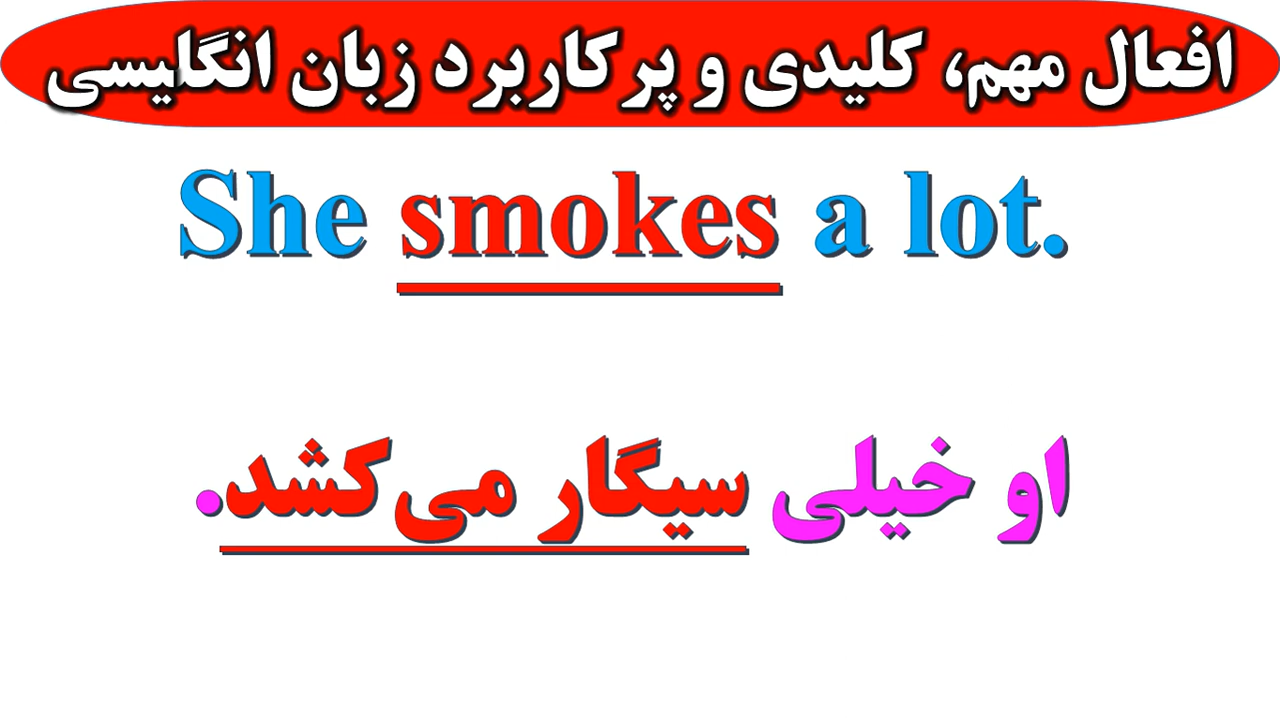 افعال مهم، کلیدی و پرکاربرد زبان انگلیسی
She smokes a lot.
او خیلی سیگار می‌کشد.